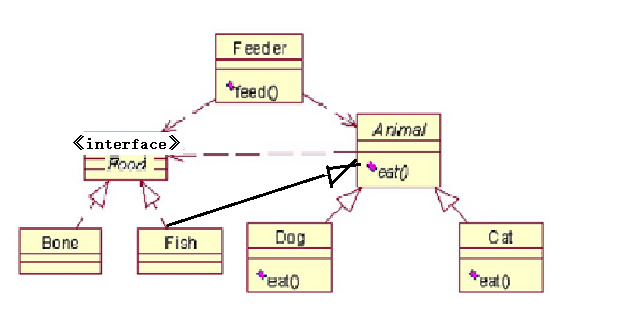 Feeder
feed()
Animal
eat()
《interface》
Food
Bone
Fish
Dog
eat()
Cat
eat()